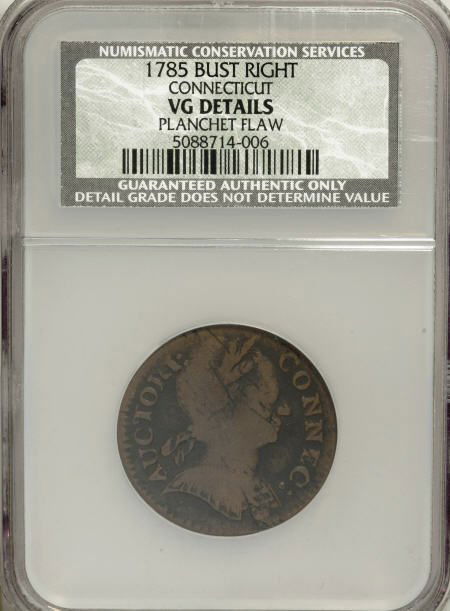 NUMISMATIC CONSERVATION SERVICES
1785 BUST RIGHT
CONNECTICUT
VG DETAILS
PLANCHET FLAW
5088714-006
GUARANTEED AUTHENTIC ONLY
DETAIL GRADE DOES NOT DETERMINE VALUE
AUCTORI: CONNEC: